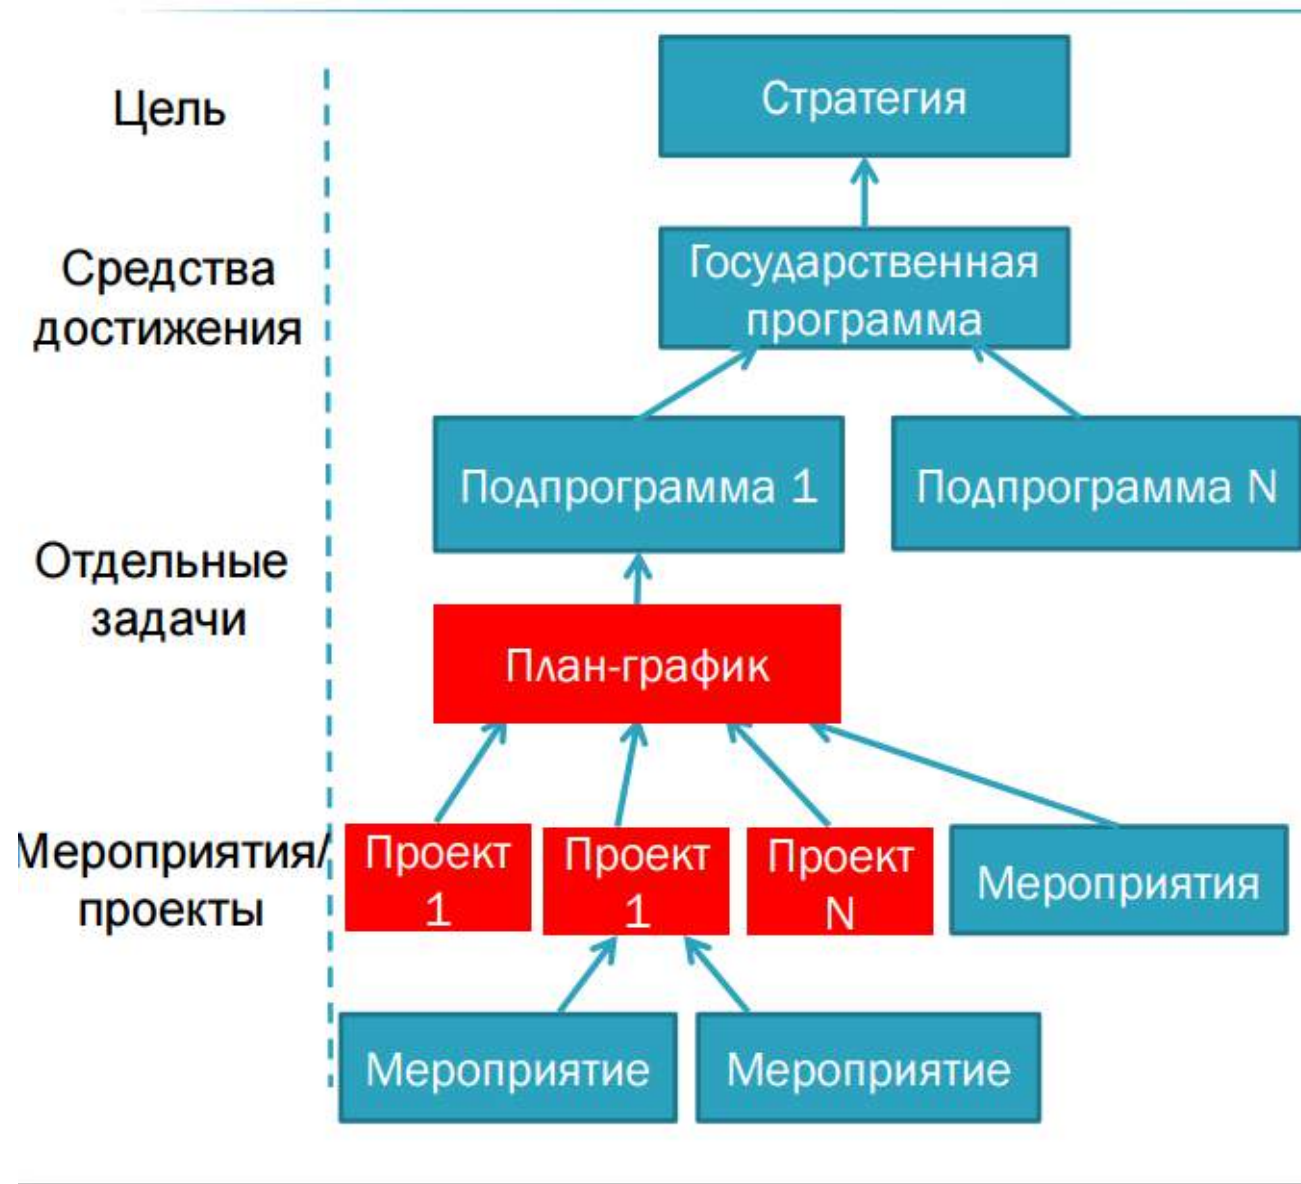 Цель
Стратегия
Средства
достижения
Государственная
программа
Подпрограмма 1
Подпрограмма N
Отдельные
задачи
План-график
Мероприятия/
проекты
Проект
1
Проект
1
Проект
N
Мероприятия
Мероприятие
Мероприятие